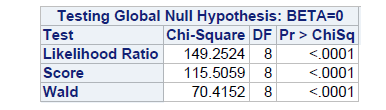 Testing Global Null Hypothesis: BETA=0
Test Chi-Square DF Pr > ChiSq
Likelihood Ratio 149.2524 8 <.0001
Score 115.5059 8 <.0001
Wald 70.4152 8 <.0001